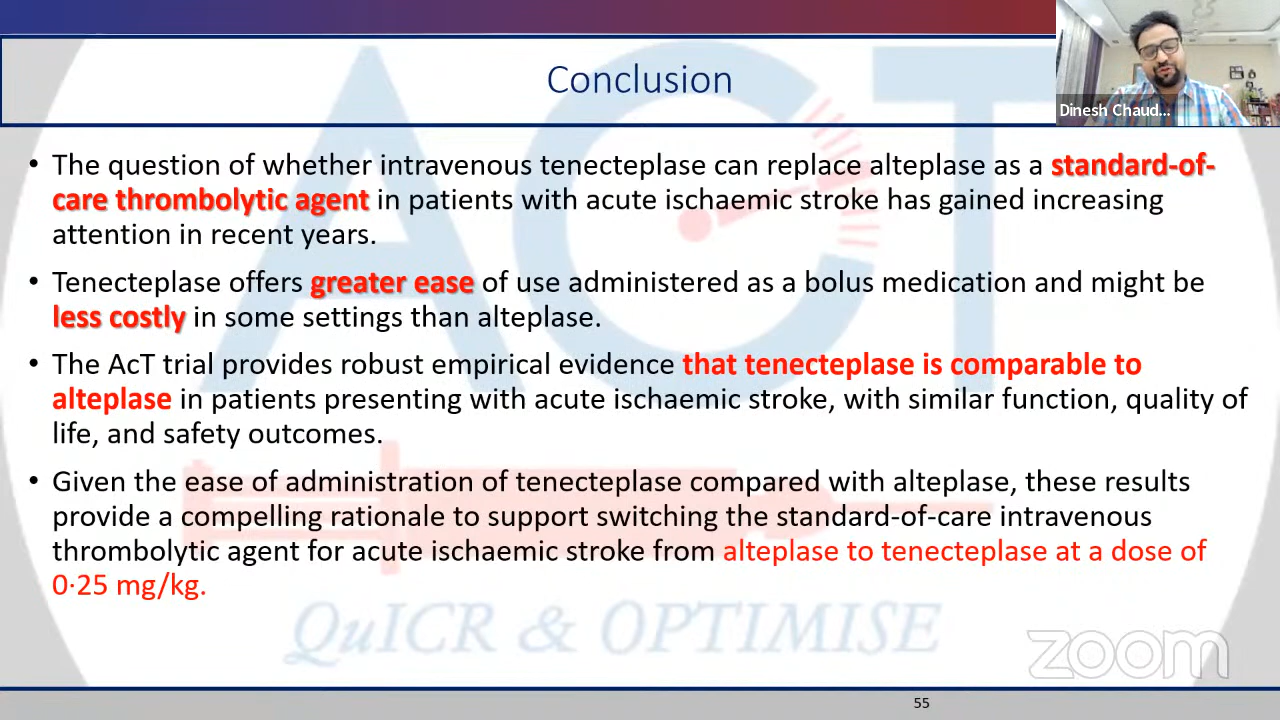 Conclusion
Dinesh Chaud...
• The question of whether intravenous tenecteplase can replace alteplase as a standard-of-
care thrombolytic agent in patients with acute ischaemic stroke has gained increasing
attention in recent years.
• Tenecteplase offers greater ease of use administered as a bolus medication and might be
less costly in some settings than alteplase.
• The AcT trial provides robust empirical evidence that tenecteplase is comparable to
alteplase in patients presenting with acute ischaemic stroke, with similar function, quality of
life, and safety outcomes.
• Given the ease of administration of tenecteplase compared with alteplase, these results
provide a compelling rationale to support switching the standard-of-care intravenous
thrombolytic agent for acute ischaemic stroke from alteplase to tenecteplase at a dose of
0·25 mg/kg.
ACT
QuICR & OPTIMISE
zoom
55